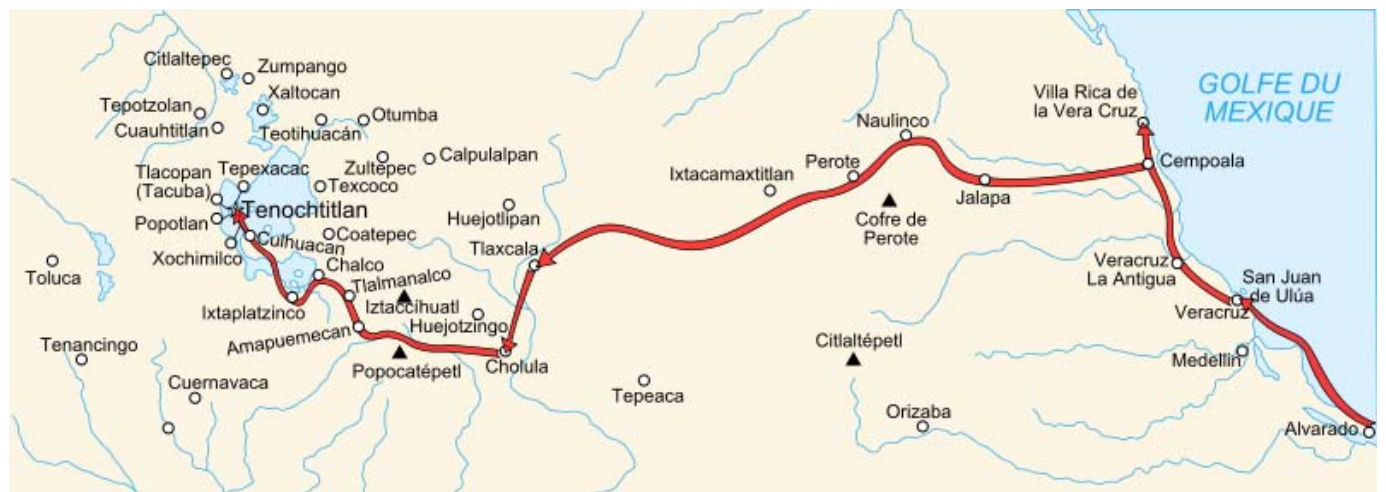 Citlaltepec
Zumpango
Xaltocan
Tepotzolan
Cuauhtitlan
Teotihuacán
Otumba
Tlacopan
(Tacuba)
Tepexacac
Zultepec
Calpulalpan
Texcoco
Tenochtitlan
Popotlan
Huejotlipan
Culhuacan
Coatepec
Xochimilco
Toluca
Chalco
Tlalmanalco
Tlaxcala
Ixtaplatzinco
Iztaccihuatl
Amapuemecan
Huejotzingo
Tenancingo
Popocatépetl
Cholula
Cuernavaca
Tepeaca
Ixtacamaxtitlan
Perote
Naulinco
Cofre de
Perote
Jalapa
Villa Rica de
la Vera Cruz
GOLFE DU
MEXIQUE
Cempoala
Veracruz
La Antigua
San Juan
de Ulúa
Veracruz
Citlaltépetl
Medellin
Orizaba
Alvarado